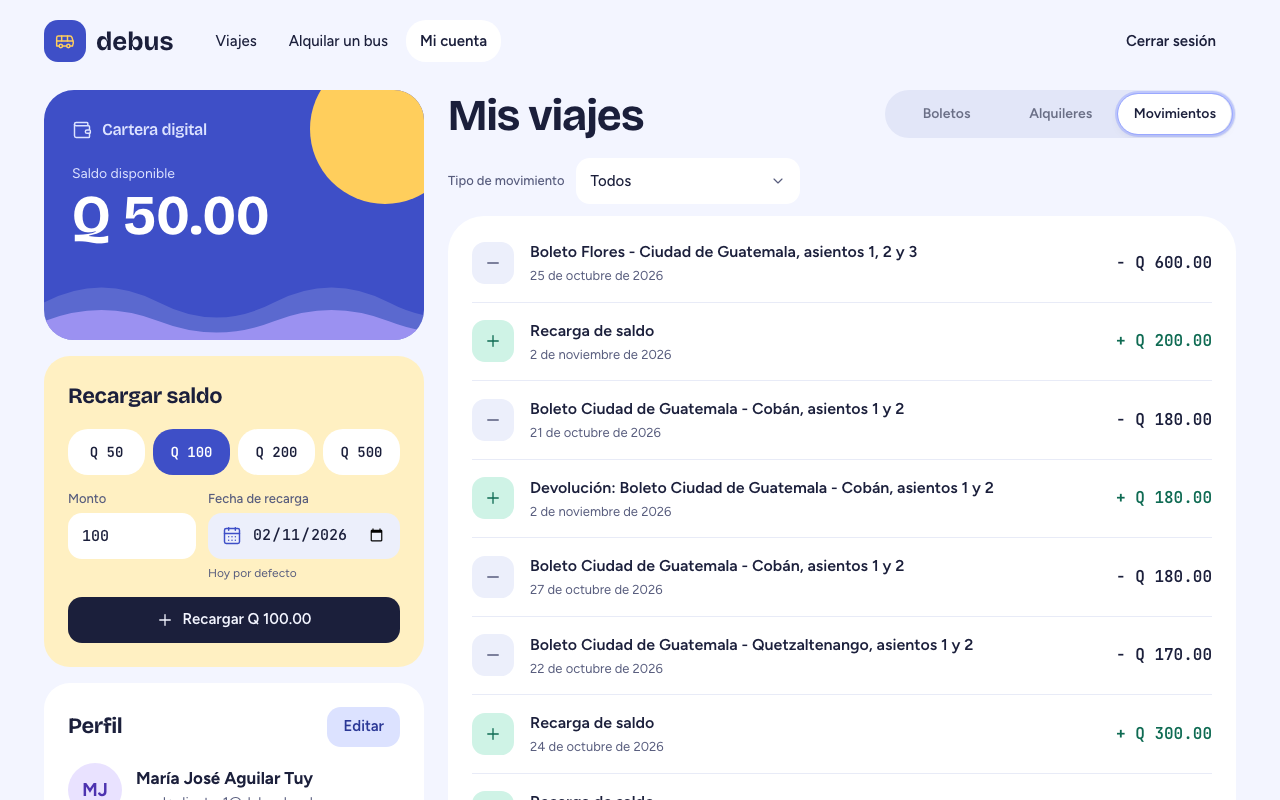 debus
Viajes
Alquilar un bus
Mi cuenta
Cerrar sesión
Cartera digital
Saldo disponible
Q 50.00
Recargar saldo
Q 50
Q 100
Q 200
Q 500
Monto
Fecha de recarga
100
02/11/2026
Hoy por defecto
Recargar Q 100.00
Perfil
Editar
MJ
María José Aguilar Tuy
Mis viajes
Boletos
Alquileres
Movimientos
Tipo de movimiento
Todos
Boleto Flores - Ciudad de Guatemala, asientos 1, 2 y 3
25 de octubre de 2026
- Q 600.00
Recarga de saldo
2 de noviembre de 2026
+ Q 200.00
Boleto Ciudad de Guatemala - Cobán, asientos 1 y 2
21 de octubre de 2026
- Q 180.00
Devolución: Boleto Ciudad de Guatemala - Cobán, asientos 1 y 2
2 de noviembre de 2026
+ Q 180.00
Boleto Ciudad de Guatemala - Cobán, asientos 1 y 2
27 de octubre de 2026
- Q 180.00
Boleto Ciudad de Guatemala - Quetzaltenango, asientos 1 y 2
22 de octubre de 2026
- Q 170.00
Recarga de saldo
24 de octubre de 2026
+ Q 300.00